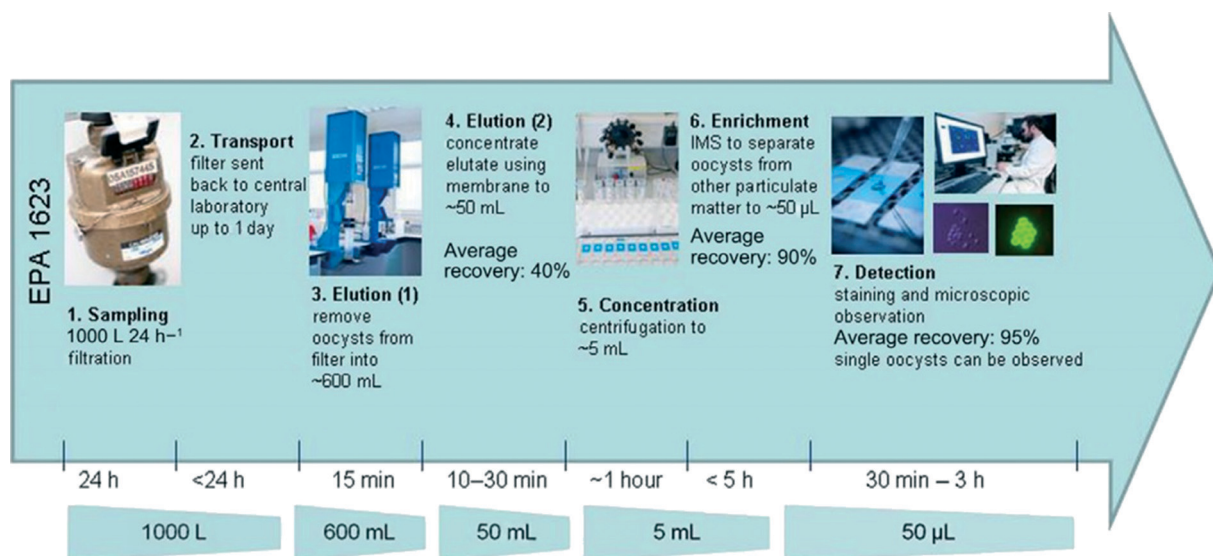 EPA 1623
1. Sampling
1000 L 24 h–¹
filtration
2. Transport
filter sent
back to central
laboratory
up to 1 day
3. Elution (1)
remove
oocysts from
filter into
~600 mL
4. Elution (2)
concentrate
elutate using
membrane to
~50 mL
Average
recovery: 40%
5. Concentration
centrifugation to
~5 mL
6. Enrichment
IMS to separate
oocysts from
other particulate
matter to ~50 µL
Average
recovery: 90%
7. Detection
staining and microscopic
observation
Average recovery: 95%
single oocysts can be observed
24 h
<24 h
15 min
10–30 min
~1 hour
< 5 h
30 min – 3 h
1000 L
600 mL
50 mL
5 mL
50 µL